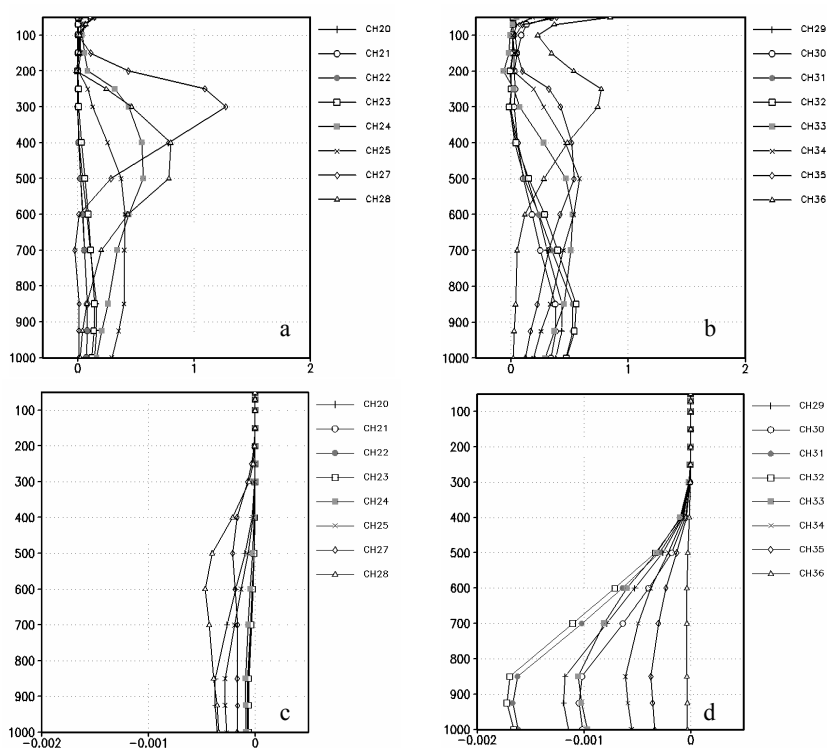 100
200
300
400
500
600
700
800
900
1000
0
1
2
a
CH20
CH21
CH22
CH23
CH24
CH25
CH27
CH28
100
200
300
400
500
600
700
800
900
1000
0
1
2
b
CH29
CH30
CH31
CH32
CH33
CH34
CH35
CH36
100
200
300
400
500
600
700
800
900
1000
-0.002
-0.001
0
c
CH20
CH21
CH22
CH23
CH24
CH25
CH27
CH28
100
200
300
400
500
600
700
800
900
1000
-0.002
-0.001
0
d
CH29
CH30
CH31
CH32
CH33
CH34
CH35
CH36